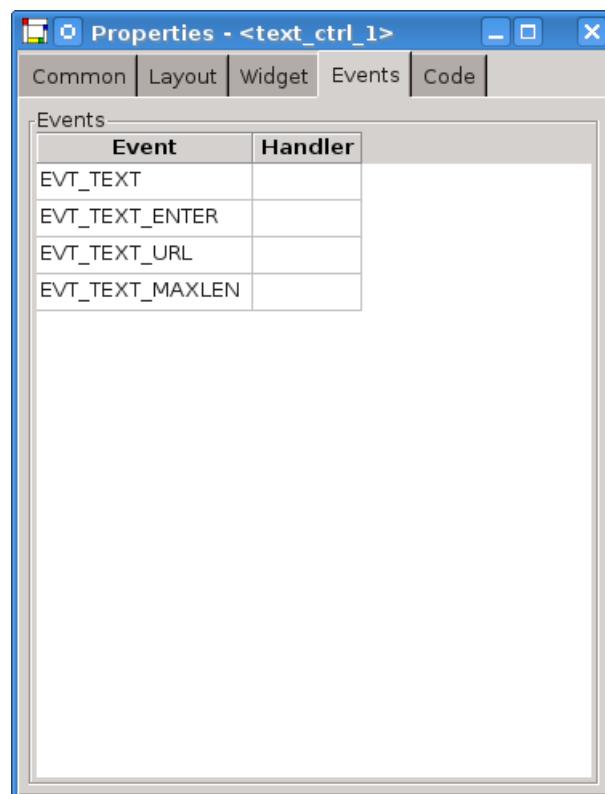 Properties - <text_ctrl_1>
Common Layout Widget Events Code
Events
Event Handler
EVT_TEXT
EVT_TEXT_ENTER
EVT_TEXT_URL
EVT_TEXT_MAXLEN